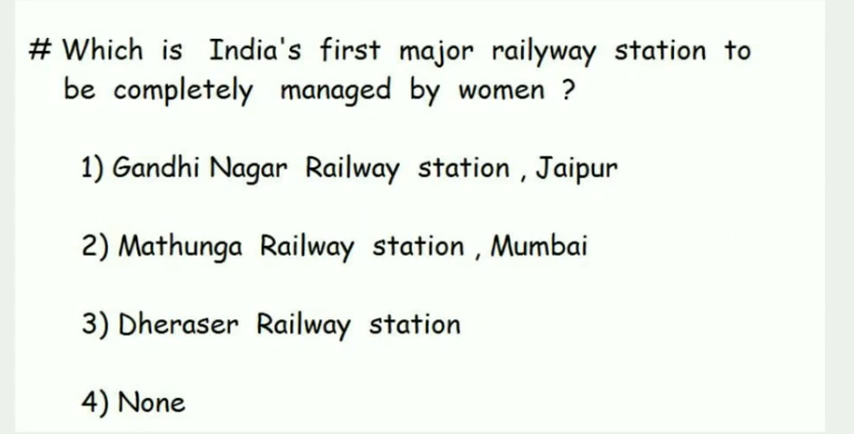 # Which is India's first major railyway station to
be completely managed by women ?
1) Gandhi Nagar Railway station , Jaipur
2) Mathunga Railway station , Mumbai
3) Dheraser Railway station
4) None